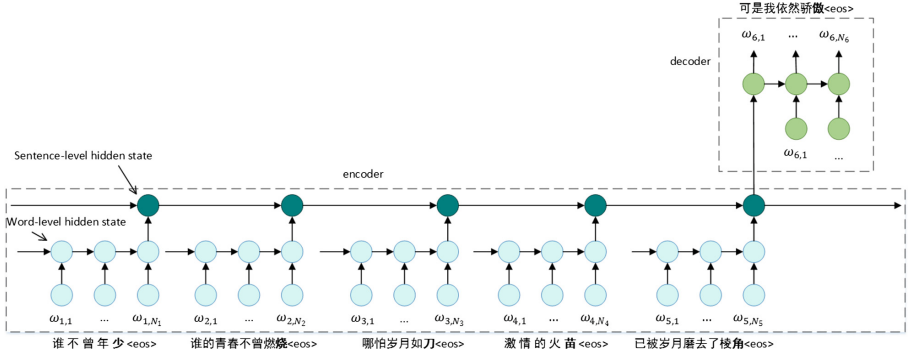 可是我依然骄傲<eos>
ω6,1 ... ω6,N6
decoder
ω6,1 ...
Sentence-level hidden state
encoder
Word-level hidden state
ω1,1 ... ω1,N1 ω2,1 ... ω2,N2 ω3,1 ... ω3,N3 ω4,1 ... ω4,N4 ω5,1 ... ω5,N5
谁不曾年少<eos> 谁的青春不曾燃烧<eos> 哪怕岁月如刀<eos> 激情的火苗<eos> 已被岁月磨去了棱角<eos>